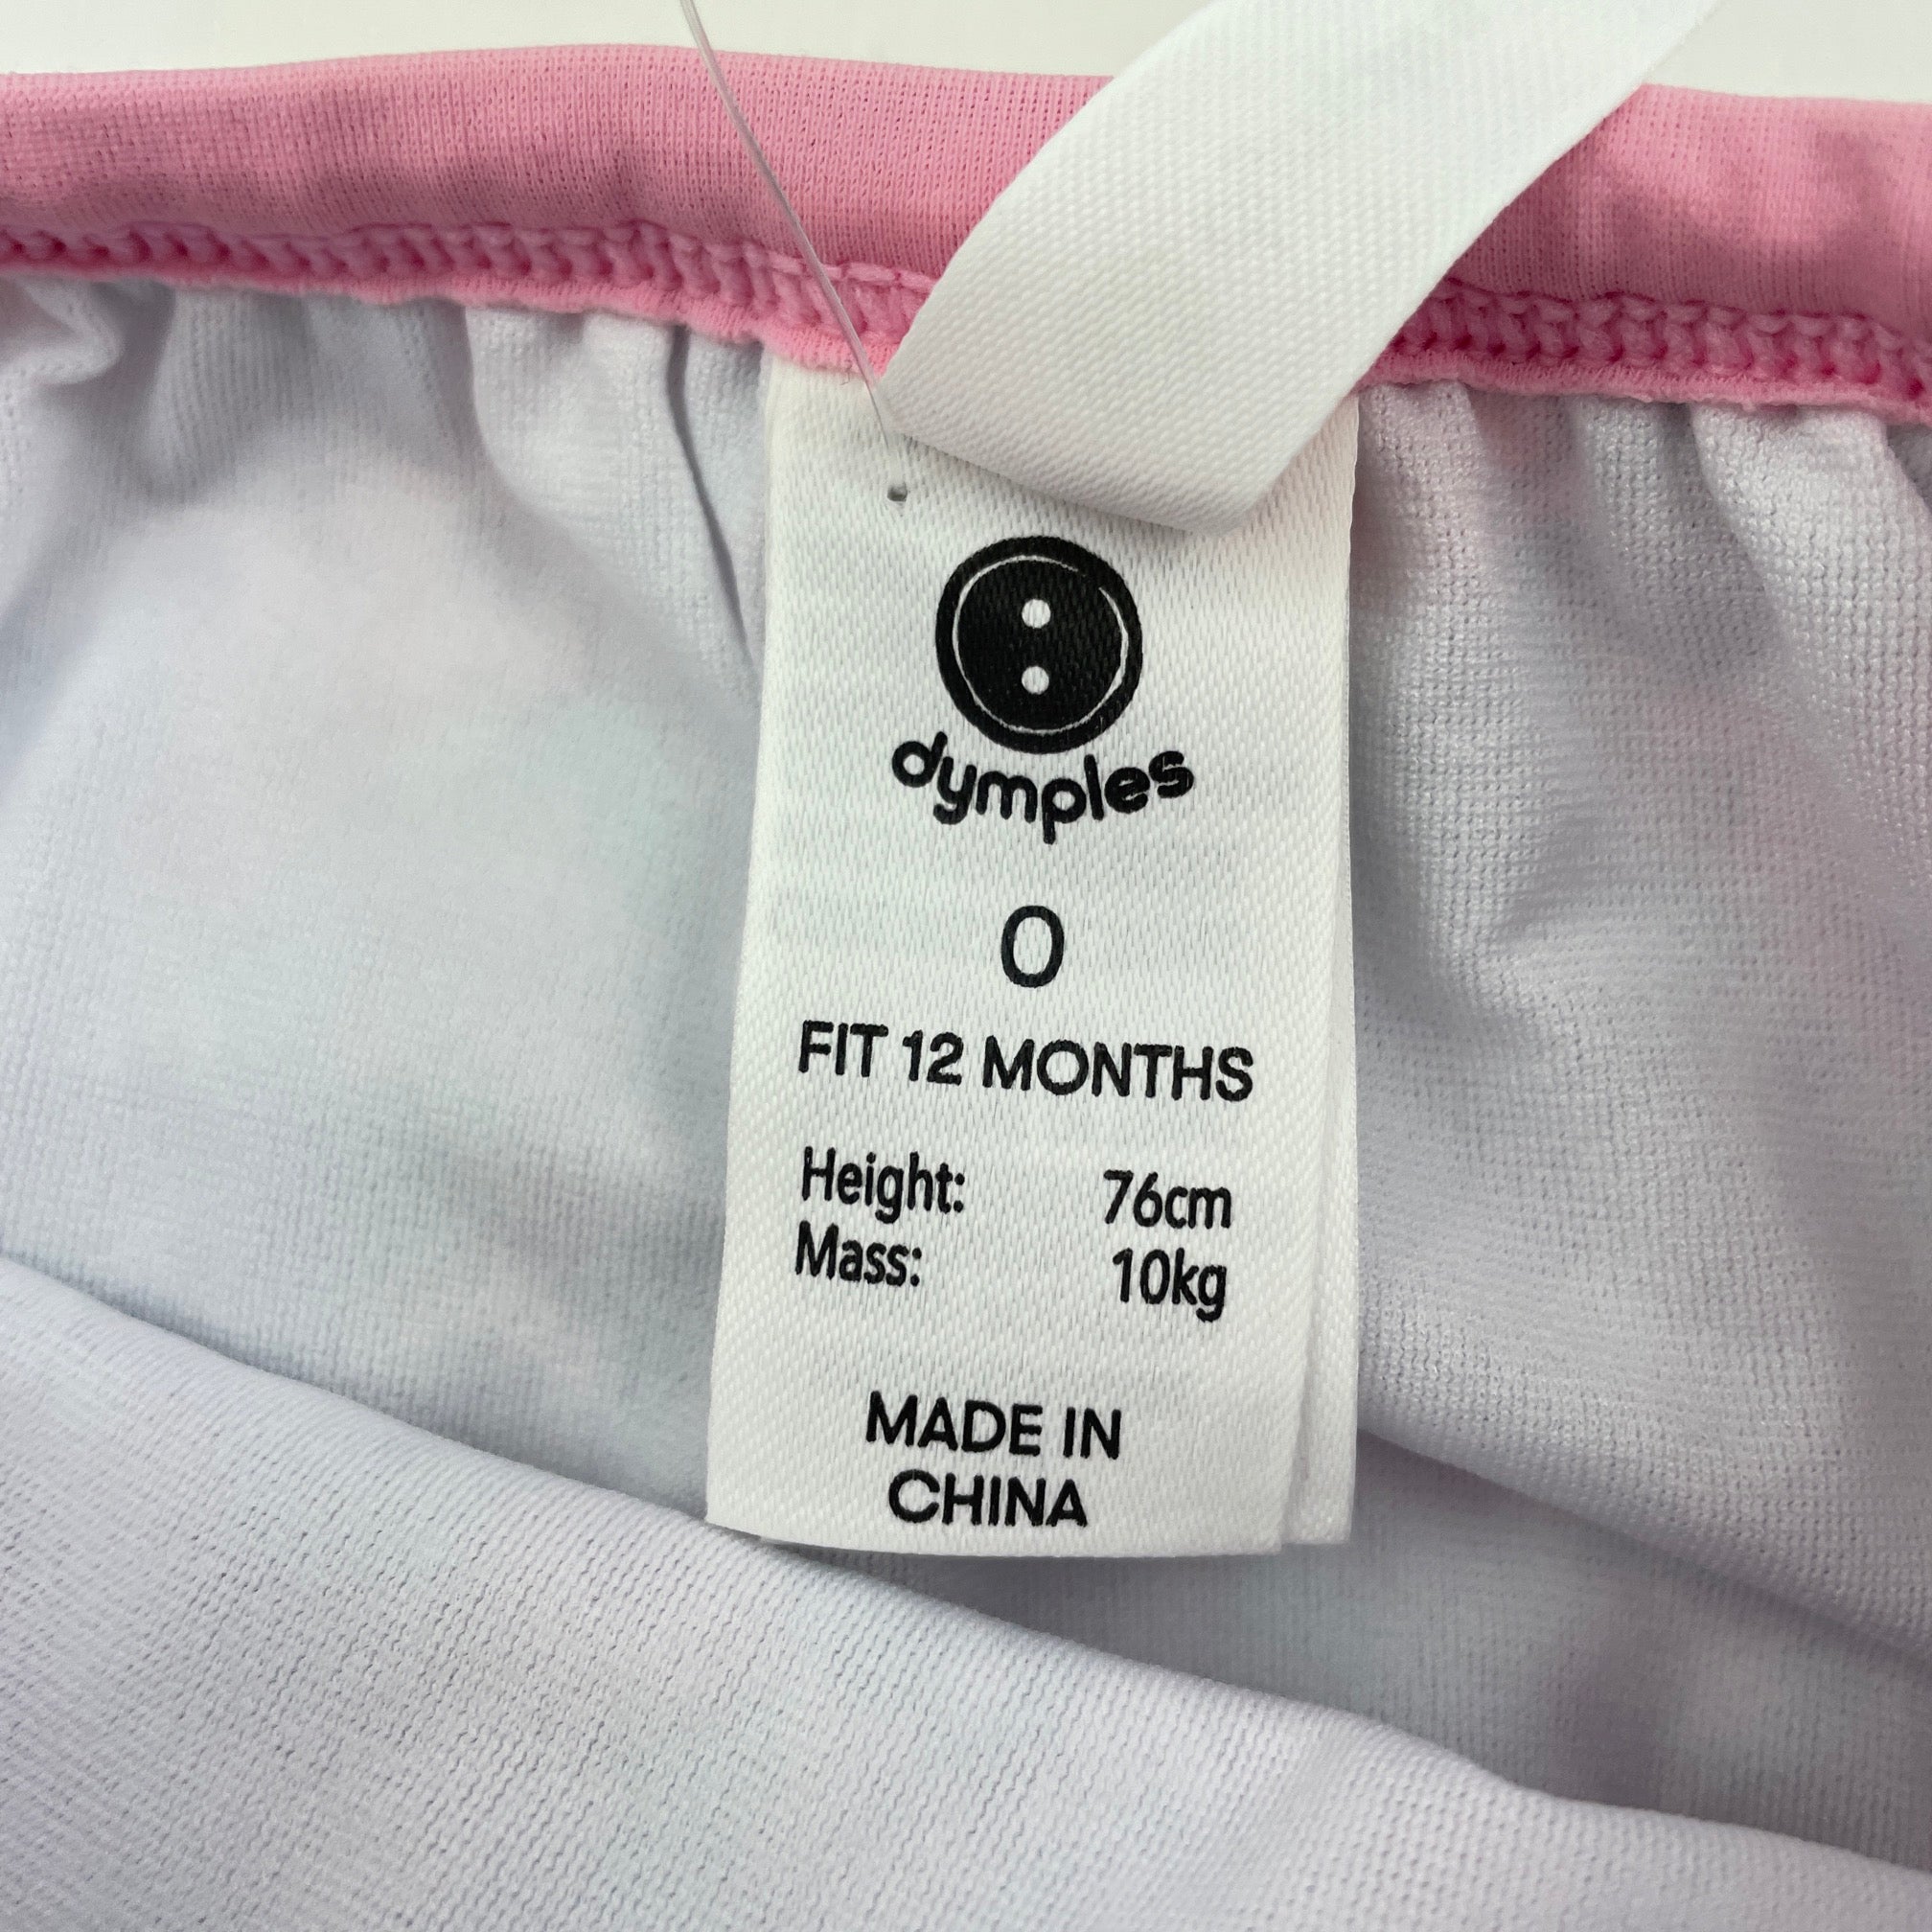 dymples
0
FIT 12 MONTHS
Height: 76cm
Mass: 10kg
MADE IN
CHINA